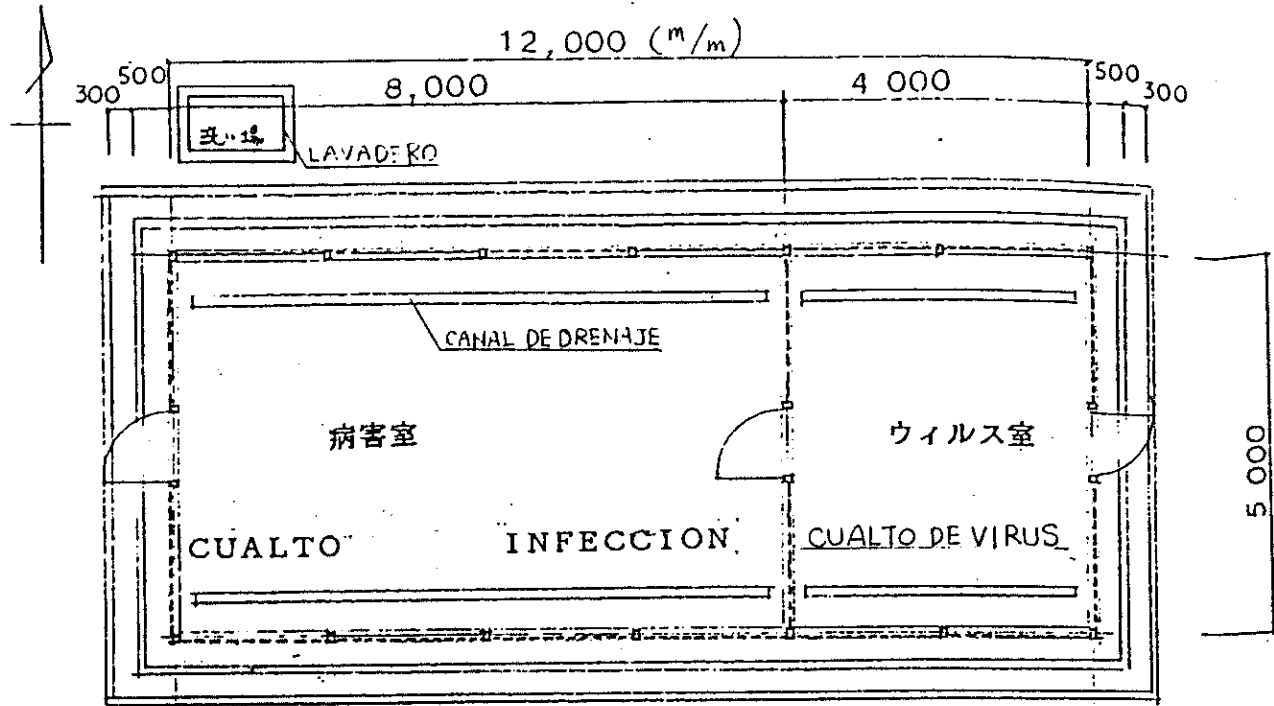 12,000 (m/m)
300 500 8,000 4 000 500 300
洗い場
LAVADERO
CANAL DE DRENAJE
病害室 ウィルス室
5 000
CUALTO INFECCION CUALTO DE VIRUS